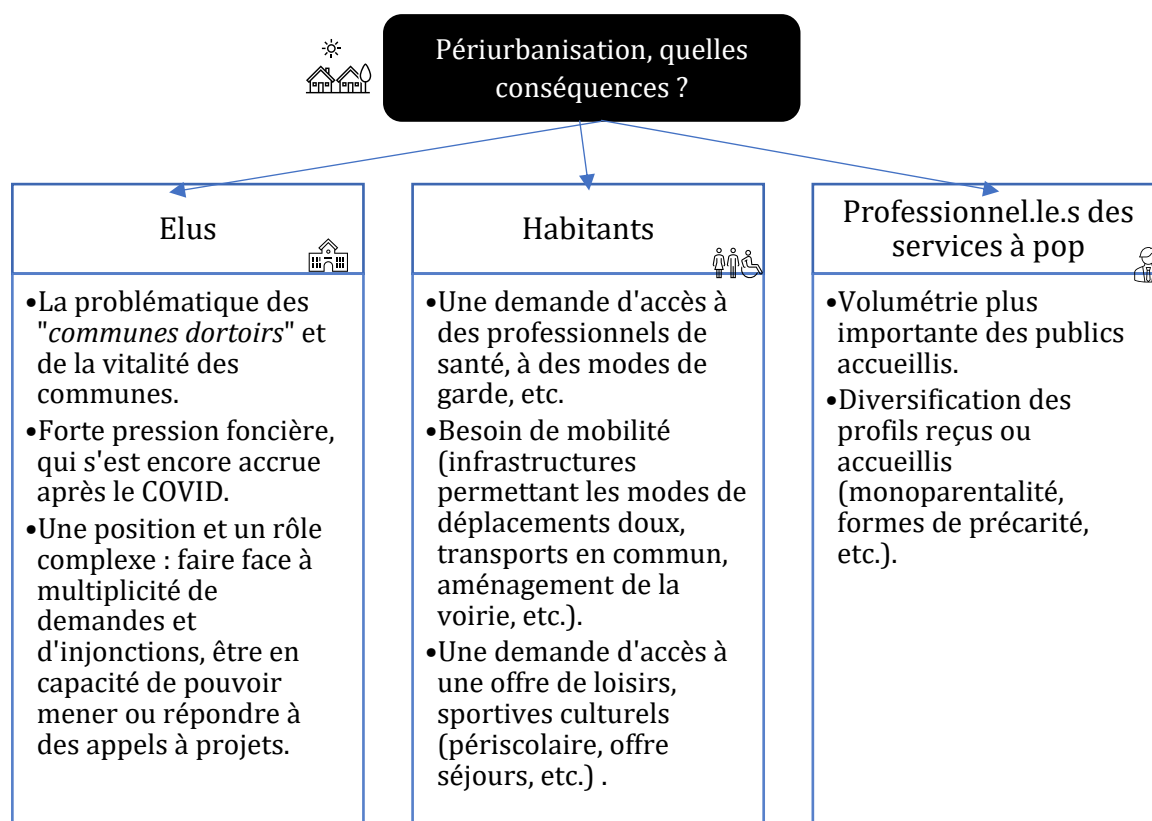 Périurbanisation, quelles
conséquences ?
Elus
•La problématique des
"communes dortoirs" et
de la vitalité des
communes.
•Forte pression foncière,
qui s'est encore accrue
après le COVID.
•Une position et un rôle
complexe : faire face à
multiplicité de
demandes et
d'injonctions, être en
capacité de pouvoir
mener ou répondre à
des appels à projets.
Habitants
•Une demande d'accès à
des professionnels de
santé, à des modes de
garde, etc.
•Besoin de mobilité
(infrastructures
permettant les modes de
déplacements doux,
transports en commun,
aménagement de la
voirie, etc.).
•Une demande d'accès à
une offre de loisirs,
sportives culturels
(périscolaire, offre
séjours, etc.) .
Professionnel.le.s des
services à pop
•Volumétrie plus
importante des publics
accueillis.
•Diversification des
profils reçus ou
accueillis
(monoparentalité,
formes de précarité,
etc.).